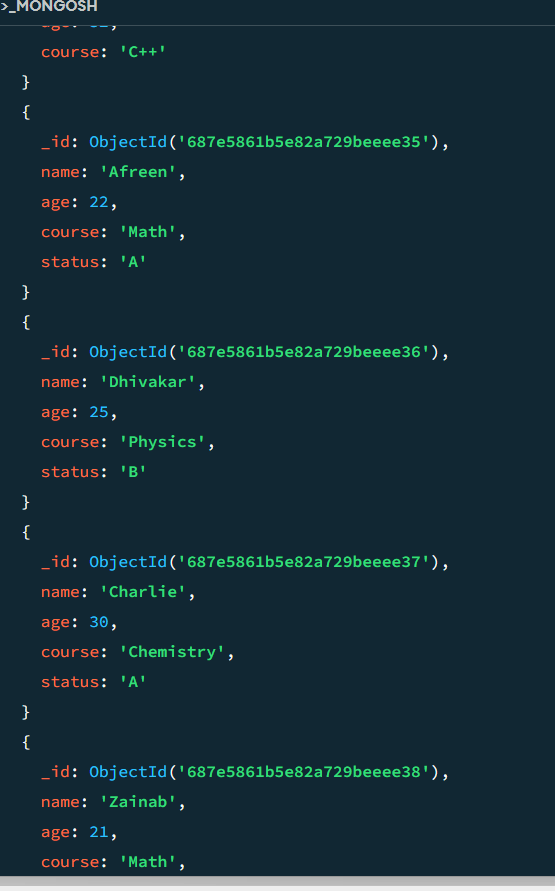 >_MONGOSH
course: 'C++'
}
{
_id: ObjectId('687e5861b5e82a729beeee35'),
name: 'Afreen',
age: 22,
course: 'Math',
status: 'A'
}
{
_id: ObjectId('687e5861b5e82a729beeee36'),
name: 'Dhivakar',
age: 25,
course: 'Physics',
status: 'B'
}
{
_id: ObjectId('687e5861b5e82a729beeee37'),
name: 'Charlie',
age: 30,
course: 'Chemistry',
status: 'A'
}
{
_id: ObjectId('687e5861b5e82a729beeee38'),
name: 'Zainab',
age: 21,
course: 'Math',